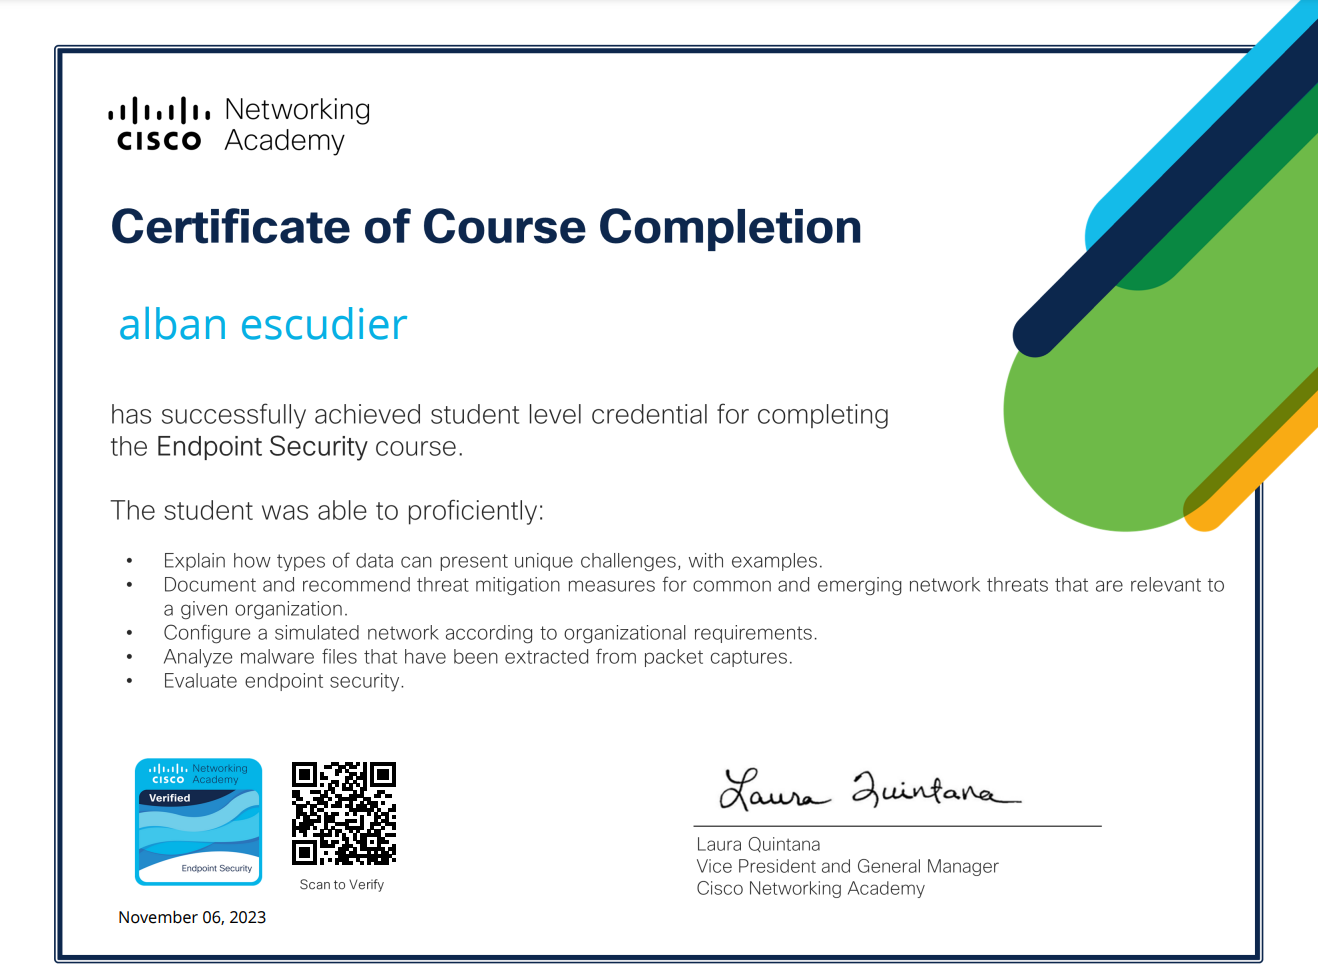 CISCO Networking Academy
Certificate of Course Completion
alban escudier
has successfully achieved student level credential for completing
the Endpoint Security course.
The student was able to proficiently:
• Explain how types of data can present unique challenges, with examples.
• Document and recommend threat mitigation measures for common and emerging network threats that are relevant to
a given organization.
• Configure a simulated network according to organizational requirements.
• Analyze malware files that have been extracted from packet captures.
• Evaluate endpoint security.
CISCO Networking Academy
Verified
Endpoint Security
Scan to Verify
November 06, 2023
Laura Quintana
Laura Quintana
Vice President and General Manager
Cisco Networking Academy